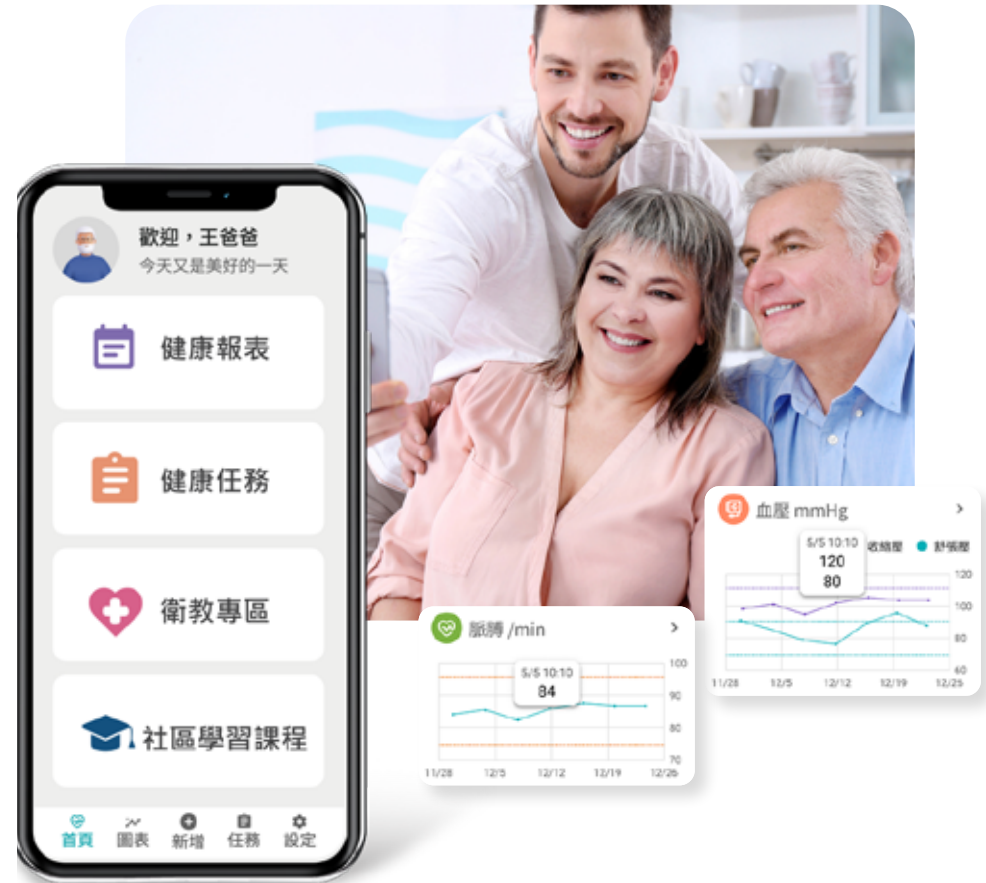 歡迎，王爸爸
今天又是美好的一天
健康報表
健康任務
衛教專區
社區學習課程
首頁
圖表
新增
任務
設定
脈膊 /min
5/5 10:10
84
100
90
80
70
11/28 12/5 12/12 12/19 12/26
血壓 mmHg
收縮壓 舒張壓
5/5 10:10
120
80
120
100
80
60
11/28 12/5 12/12 12/19 12/25